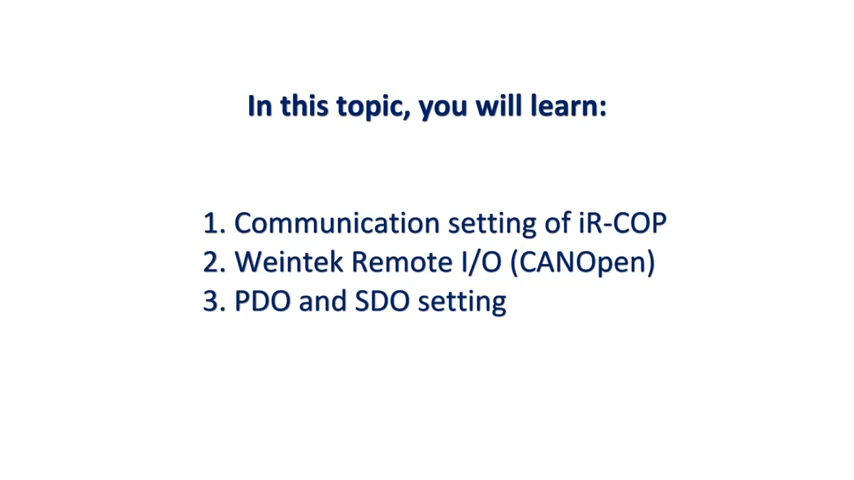 In this topic, you will learn:
1. Communication setting of iR-COP
2. Weintek Remote I/O (CANOpen)
3. PDO and SDO setting